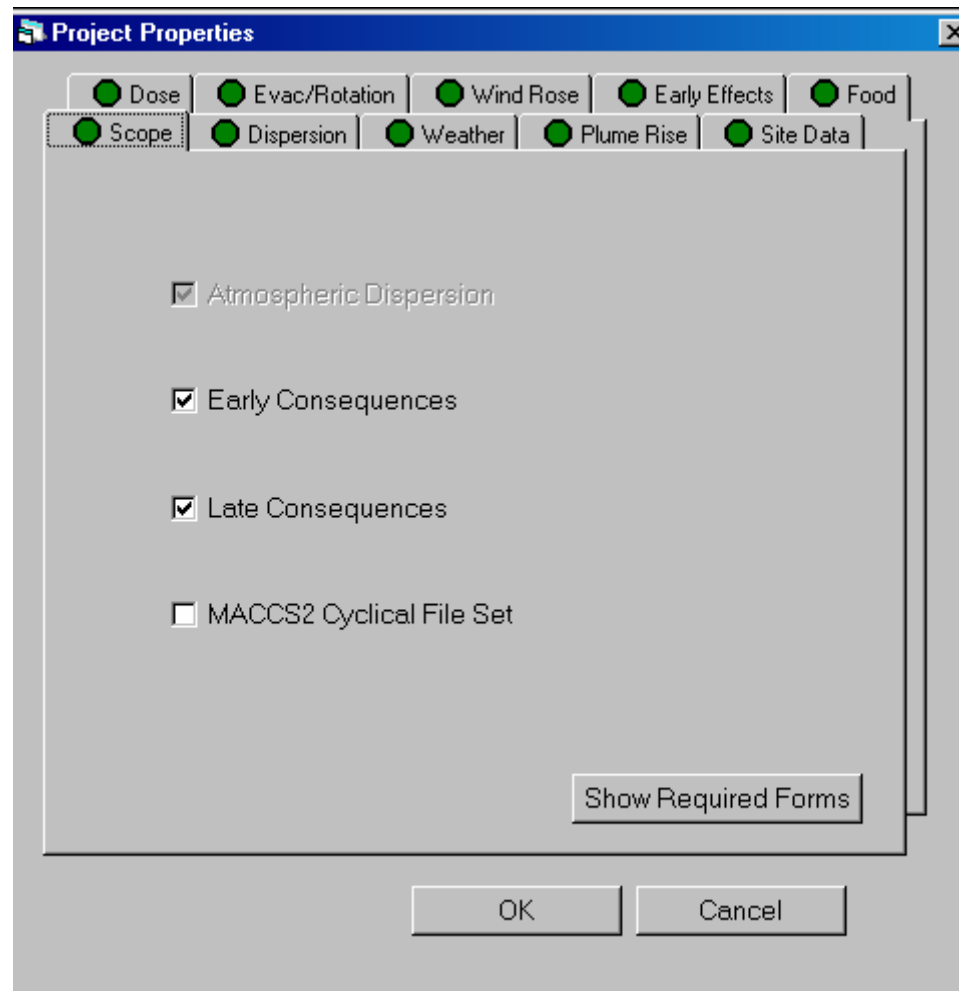 Project Properties
Dose Evac/Rotation Wind Rose Early Effects Food
Scope Dispersion Weather Plume Rise Site Data
Atmospheric Dispersion
Early Consequences
Late Consequences
MACCS2 Cyclical File Set
Show Required Forms
OK Cancel